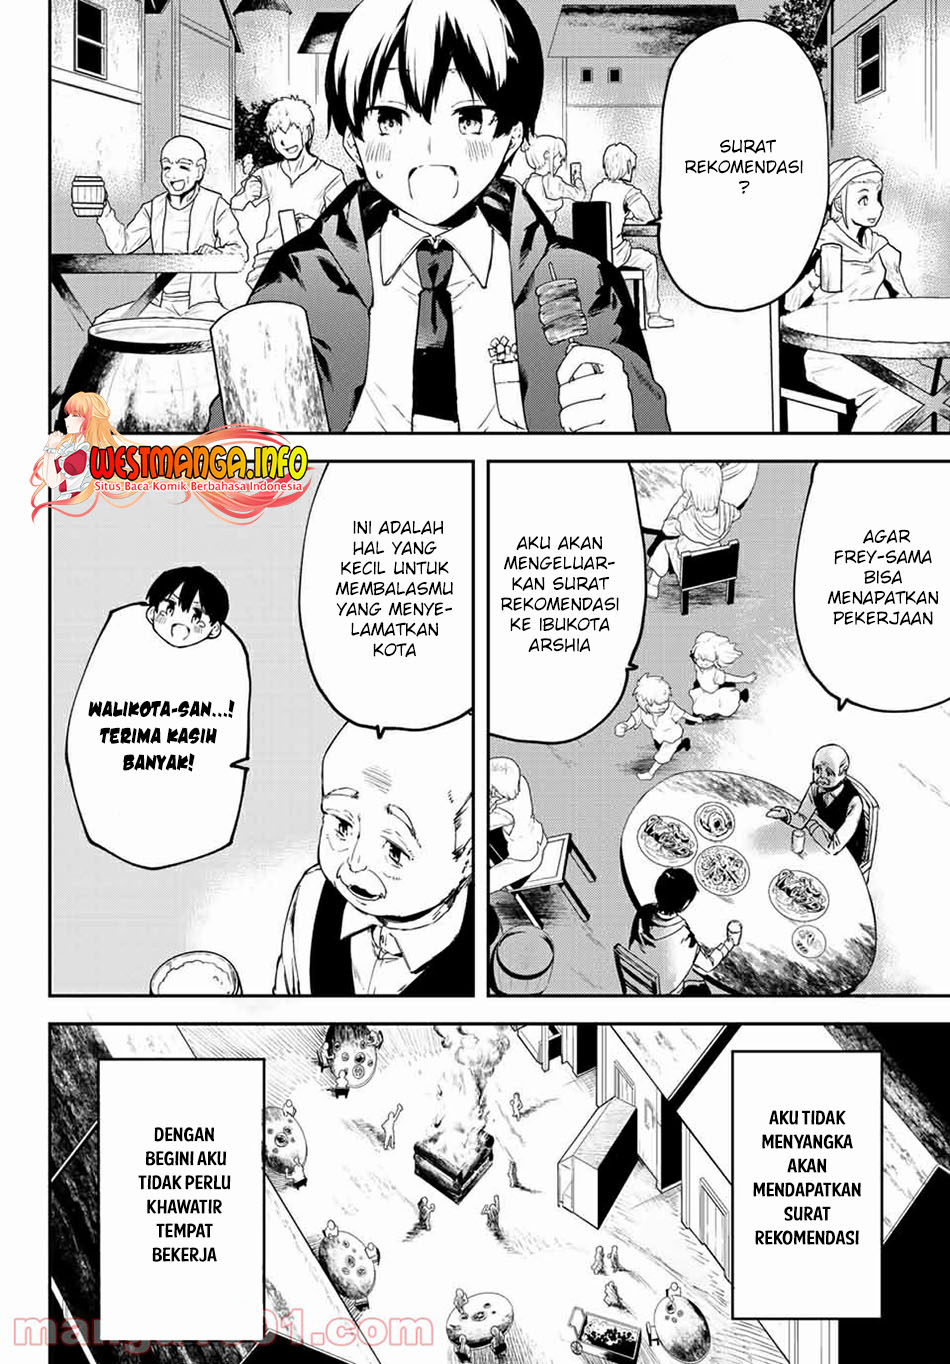 SURAT
REKOMENDASI
?
AGAR
FREY-SAMA
BISA
MENAPATKAN
PEKERJAAN
AKU AKAN
MENGELUAR-
KAN SURAT
REKOMENDASI
KE IBUKOTA
ARSHIA
INI ADALAH
HAL YANG
KECIL UNTUK
MEMBALASMU
YANG MENYE-
LAMATKAN
KOTA
WALIKOTA-SAN...!
TERIMA KASIH
BANYAK!
WESTMANGA.INFO
Situs Baca Komik Berbahasa Indonesia
AKU TIDAK
MENYANGKA
AKAN
MENDAPATKAN
SURAT
REKOMENDASI
DENGAN
BEGINI AKU
TIDAK PERLU
KHAWATIR
TEMPAT
BEKERJA